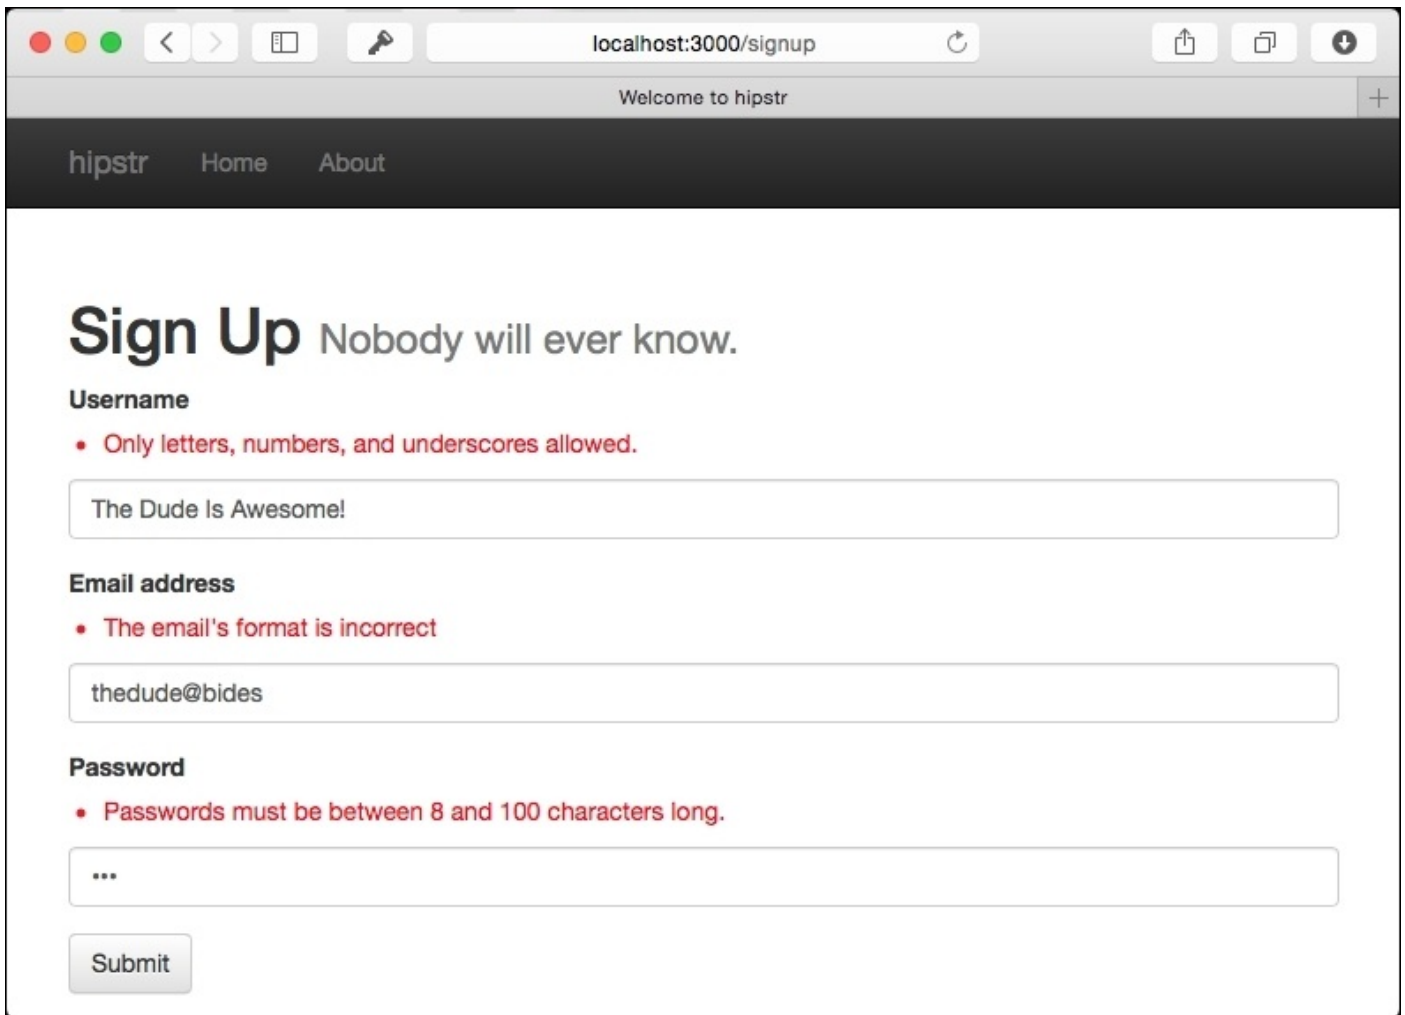 localhost:3000/signup
Welcome to hipstr
hipstr Home About
Sign Up Nobody will ever know.
Username
• Only letters, numbers, and underscores allowed.
The Dude Is Awesome!
Email address
• The email's format is incorrect
thedude@bides
Password
• Passwords must be between 8 and 100 characters long.
•••
Submit